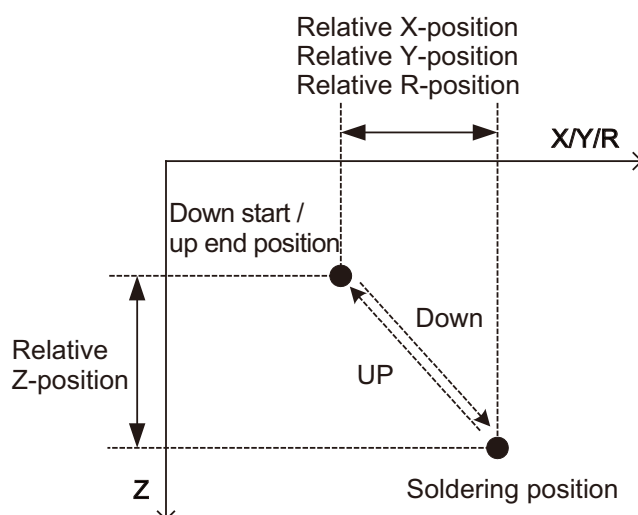 Relative X-position
Relative Y-position
Relative R-position
X/Y/R
Down start /
up end position
Down
Relative
Z-position
UP
Z
Soldering position